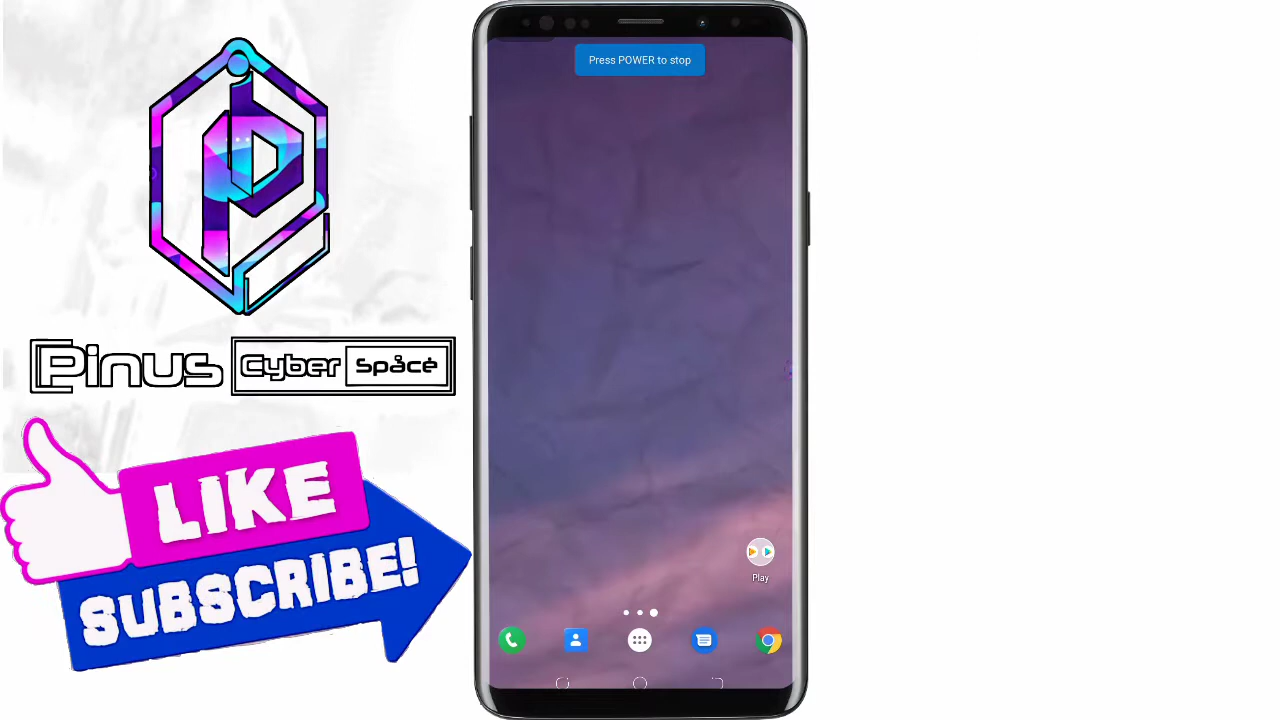 Pinus Cyber Space
LIKE
SUBSCRIBE!
Press POWER to stop
Play